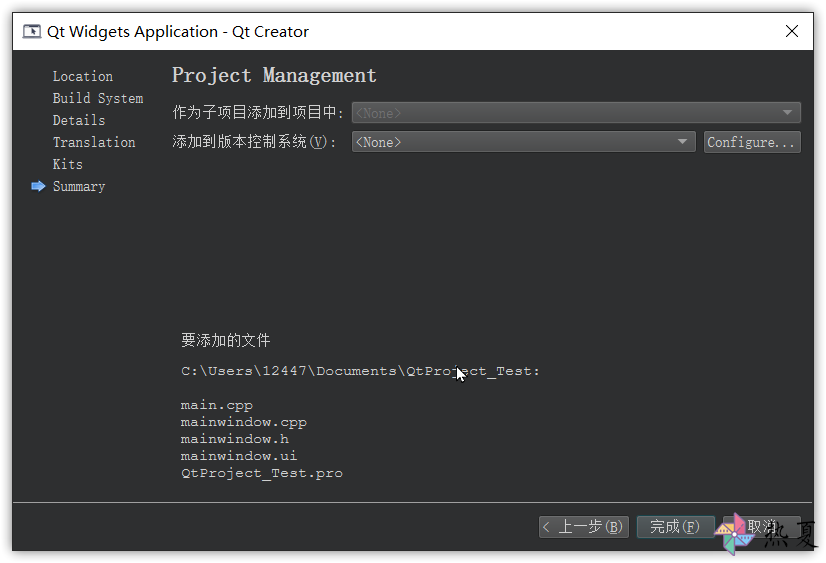 Qt Widgets Application - Qt Creator
Location
Build System
Details
Translation
Kits
Summary
Project Management
作为子项目添加到项目中: <None>
添加到版本控制系统(V): <None> Configure...
要添加的文件
C:\Users\12447\Documents\QtProject_Test:
main.cpp
mainwindow.cpp
mainwindow.h
mainwindow.ui
QtProject_Test.pro
< 上一步(B) 完成(F) 取消
热夏